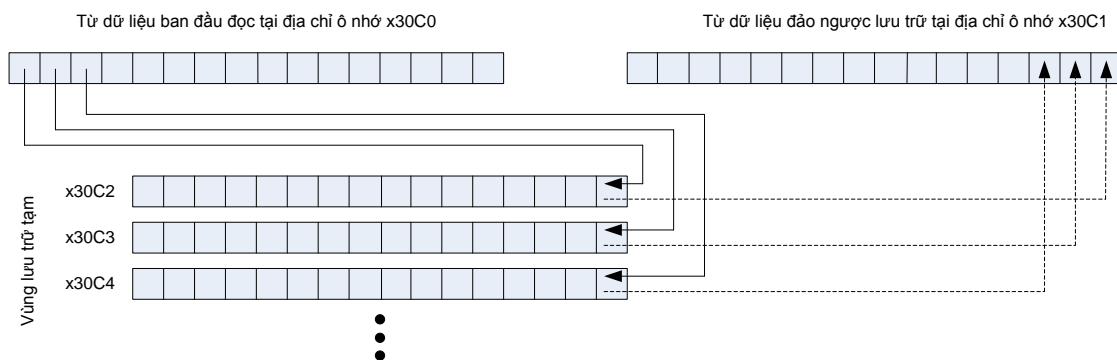 Từ dữ liệu ban đầu đọc tại địa chỉ ô nhớ x30C0
Từ dữ liệu đảo ngược lưu trữ tại địa chỉ ô nhớ x30C1
Vùng lưu trữ tạm
x30C2
x30C3
x30C4